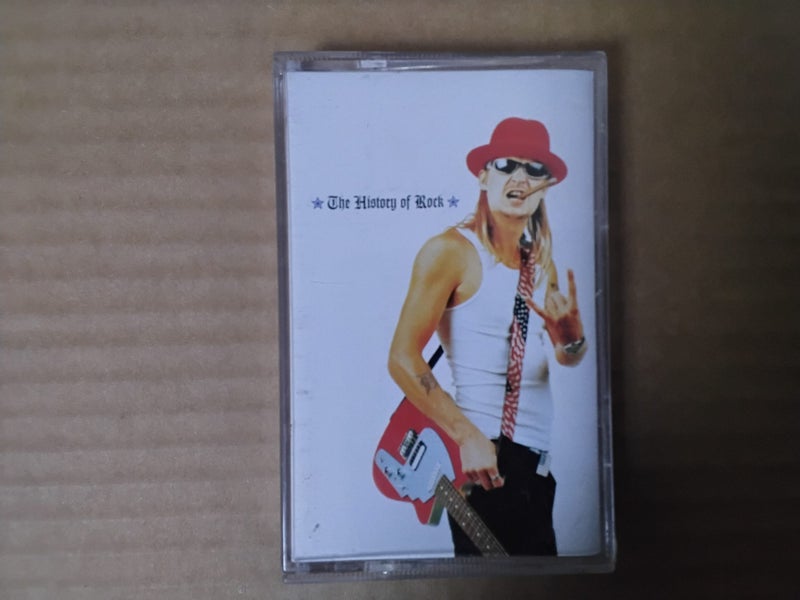 The History of Rock